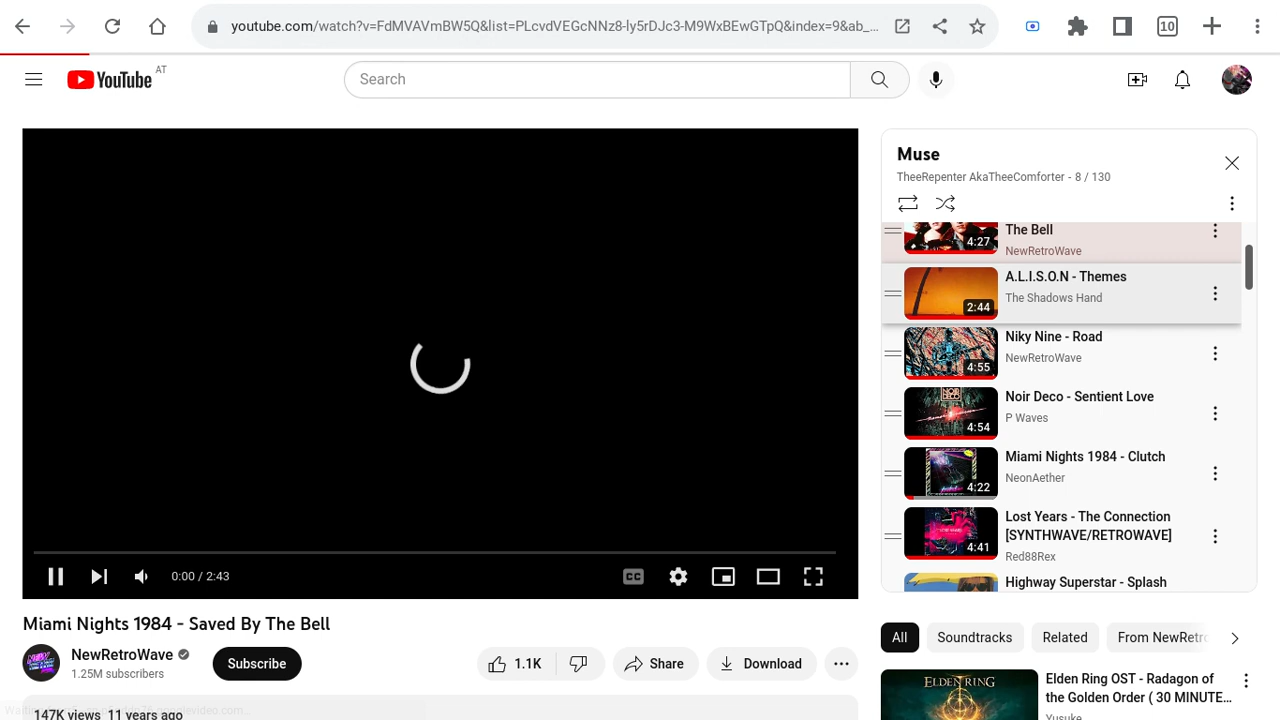 youtube.com/watch?v=FdMVAVmBW5Q&list=PLcvdVEGcNNz8-ly5rDJc3-M9WxBEwGTpQ&index=9&ab_...
10
YouTube AT
Search
Muse
TheeRepenter AkaTheeComforter - 8 / 130
The Bell
4:27
NewRetroWave
A.L.I.S.O.N - Themes
The Shadows Hand
2:44
Niky Nine - Road
NewRetroWave
4:55
Noir Deco - Sentient Love
P Waves
4:54
Miami Nights 1984 - Clutch
NeonAether
4:22
Lost Years - The Connection
[SYNTHWAVE/RETROWAVE]
4:41
Red88Rex
Highway Superstar - Splash
CC
0:00 / 2:43
Miami Nights 1984 - Saved By The Bell
NewRetroWave
1.25M subscribers
Subscribe
1.1K
Share
Download
147K views 11 years ago
All
Soundtracks
Related
From NewRetro
ELDEN RING
Elden Ring OST - Radagon of
the Golden Order ( 30 MINUTE...
Yusuke